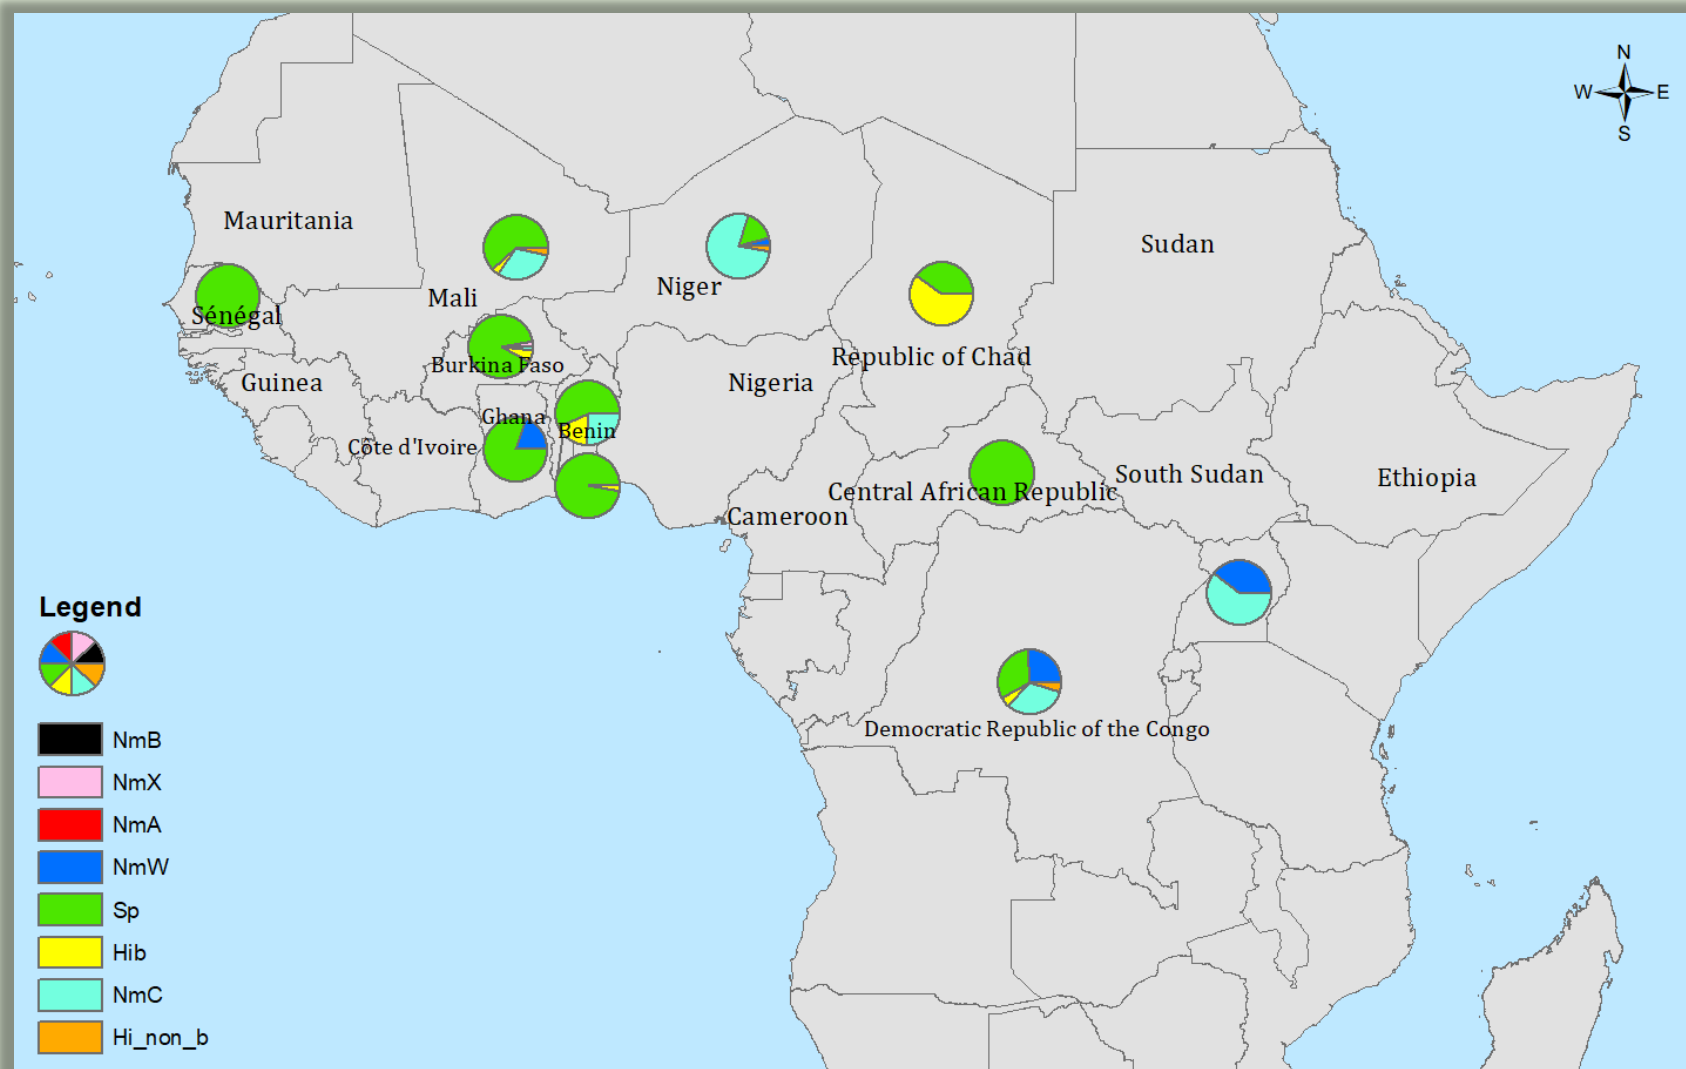 N
W E
S
Mauritania
Sudan
Niger
Mali
Sénégal
Republic of Chad
Burkina Faso
Guinea
Nigeria
Ghana
Benin
Côte d'Ivoire
South Sudan
Ethiopia
Central African Republic
Cameroon
Democratic Republic of the Congo
Legend
NmB
NmX
NmA
NmW
Sp
Hib
NmC
Hi_non_b